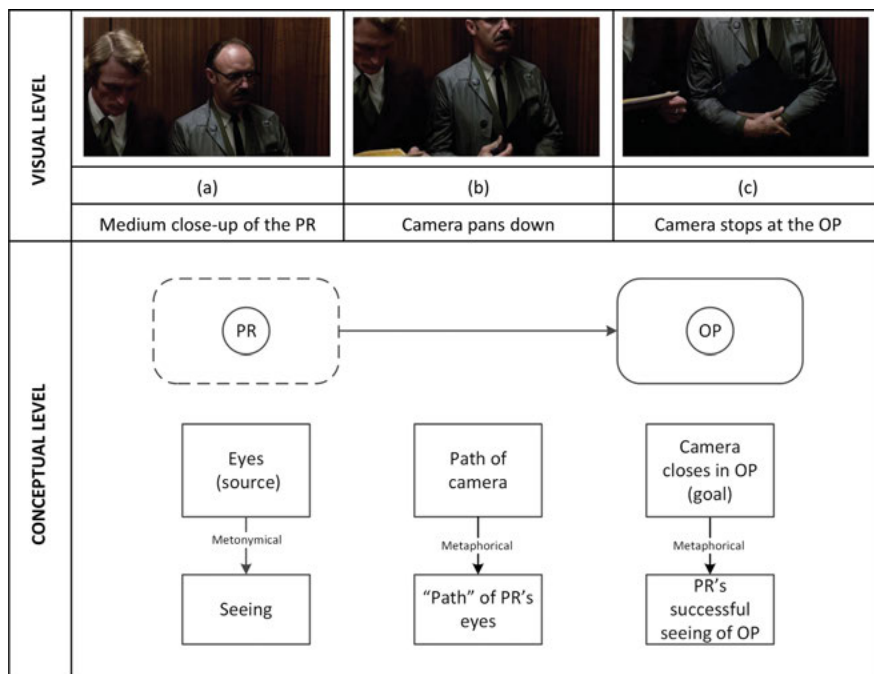 VISUAL LEVEL
(a)
(b)
(c)
Medium close-up of the PR
Camera pans down
Camera stops at the OP
CONCEPTUAL LEVEL
PR
OP
Eyes
(source)
Path of
camera
Camera
closes in OP
(goal)
Metonymical
Metaphorical
Metaphorical
Seeing
“Path” of PR’s
eyes
PR’s
successful
seeing of OP